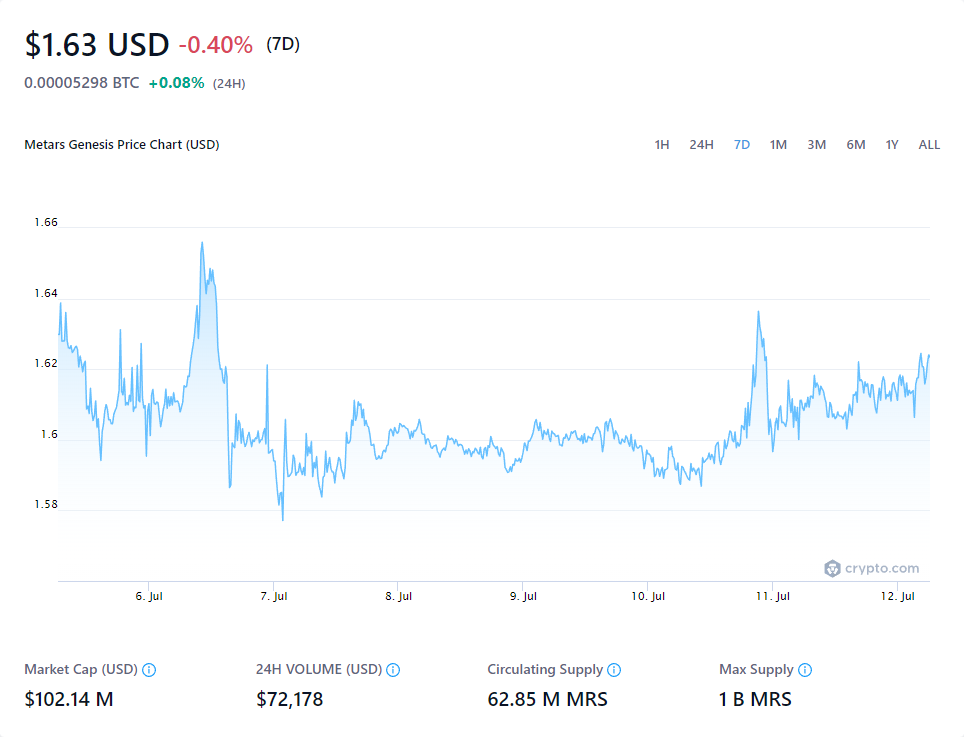 $1.63 USD -0.40% (7D)
0.00005298 BTC +0.08% (24H)
Metars Genesis Price Chart (USD) 1H 24H 7D 1M 3M 6M 1Y ALL
1.66
1.64
1.62
1.6
1.58
crypto.com
6. Jul 7. Jul 8. Jul 9. Jul 10. Jul 11. Jul 12. Jul
Market Cap (USD) 24H VOLUME (USD) Circulating Supply Max Supply
$102.14 M $72,178 62.85 M MRS 1 B MRS